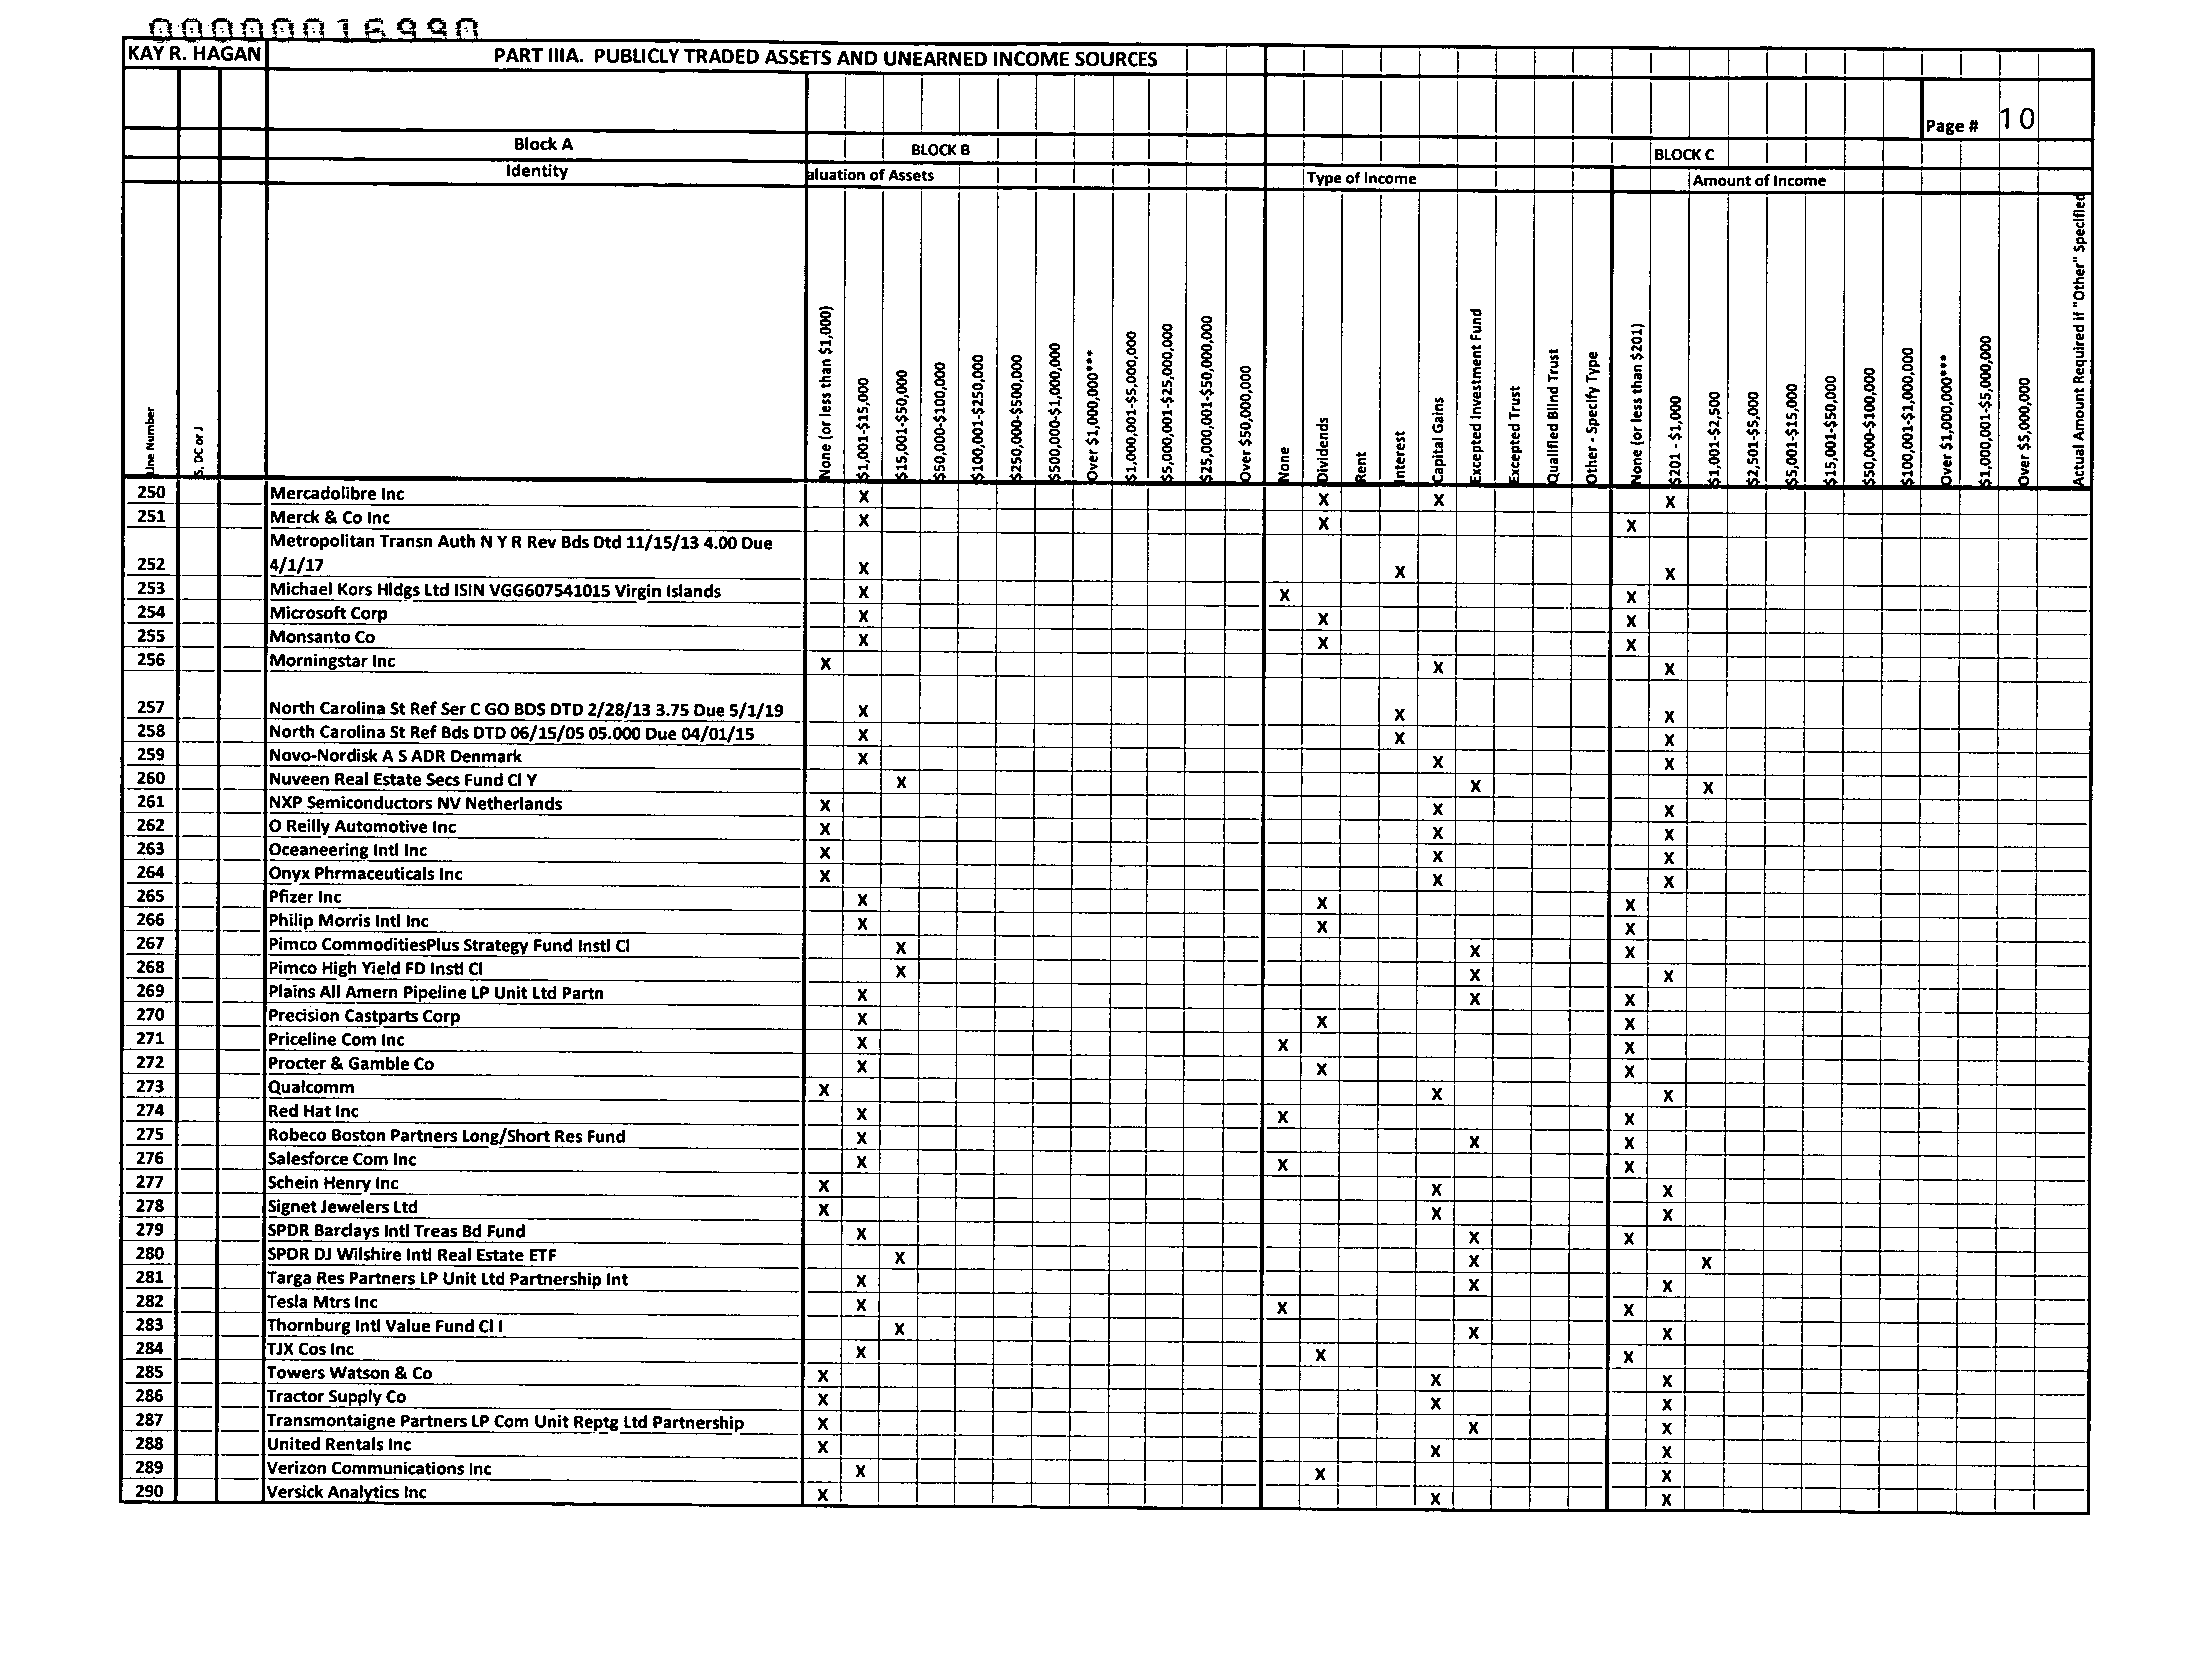 00000016990
KAY R. HAGAN PART IIIA. PUBLICLY TRADED ASSETS AND UNEARNED INCOME SOURCES
Page # 10
Block A BLOCK B BLOCK C
Identity aluation of Assets Type of Income Amount of Income
Line Number
S, DC or J
None (or less than $1,000)
$1,001-$15,000
$15,001-$50,000
$50,000-$100,000
$100,001-$250,000
$250,000-$500,000
$500,000-$1,000,000
Over $1,000,000***
$1,000,001-$5,000,000
$5,000,001-$25,000,000
$25,000,001-$50,000,000
Over $50,000,000
None
Dividends
Rent
Interest
Capital Gains
Excepted Investment Fund
Excepted Trust
Qualified Blind Trust
Other - Specify Type
None (or less than $201)
$201 - $1,000
$1,001-$2,500
$2,501-$5,000
$5,001-$15,000
$15,001-$50,000
$50,000-$100,000
$100,001-$1,000,000
Over $1,000,000***
$1,000,001-$5,000,000
Over $5,000,000
Actual Amount Required if "Other" Specified
250 Mercadolibre Inc X X X X
251 Merck & Co Inc X X X
Metropolitan Transn Auth N Y R Rev Bds Dtd 11/15/13 4.00 Due
252 4/1/17 X X X
253 Michael Kors Hldgs Ltd ISIN VGG607541015 Virgin Islands X X X
254 Microsoft Corp X X X
255 Monsanto Co X X X
256 Morningstar Inc X X X
257 North Carolina St Ref Ser C GO BDS DTD 2/28/13 3.75 Due 5/1/19 X X X
258 North Carolina St Ref Bds DTD 06/15/05 05.000 Due 04/01/15 X X X
259 Novo-Nordisk A S ADR Denmark X X X
260 Nuveen Real Estate Secs Fund Cl Y X X X
261 NXP Semiconductors NV Netherlands X X X
262 O Reilly Automotive Inc X X X
263 Oceaneering Intl Inc X X X
264 Onyx Phrmaceuticals Inc X X X
265 Pfizer Inc X X X
266 Philip Morris Intl Inc X X X
267 Pimco CommoditiesPlus Strategy Fund Instl Cl X X X
268 Pimco High Yield FD Instl Cl X X X
269 Plains All Amern Pipeline LP Unit Ltd Partn X X X
270 Precision Castparts Corp X X X
271 Priceline Com Inc X X X
272 Procter & Gamble Co X X X
273 Qualcomm X X X
274 Red Hat Inc X X X
275 Robeco Boston Partners Long/Short Res Fund X X X
276 Salesforce Com Inc X X X
277 Schein Henry Inc X X X
278 Signet Jewelers Ltd X X X
279 SPDR Barclays Intl Treas Bd Fund X X X
280 SPDR DJ Wilshire Intl Real Estate ETF X X X
281 Targa Res Partners LP Unit Ltd Partnership Int X X X
282 Tesla Mtrs Inc X X X
283 Thornburg Intl Value Fund Cl I X X X
284 TJX Cos Inc X X X
285 Towers Watson & Co X X X
286 Tractor Supply Co X X X
287 Transmontaigne Partners LP Com Unit Reptg Ltd Partnership X X X
288 United Rentals Inc X X X
289 Verizon Communications Inc X X X
290 Versick Analytics Inc X X X